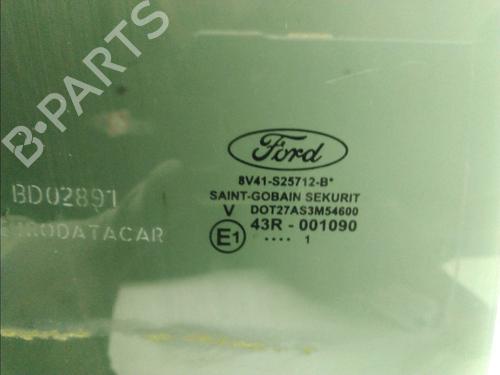 B-PARTS
Ford
8V41-S25712-B*
SAINT-GOBAIN SEKURIT
V DOT27AS3M54600
E1 43R - 001090
.... 1
BD02891
EURODATACAR